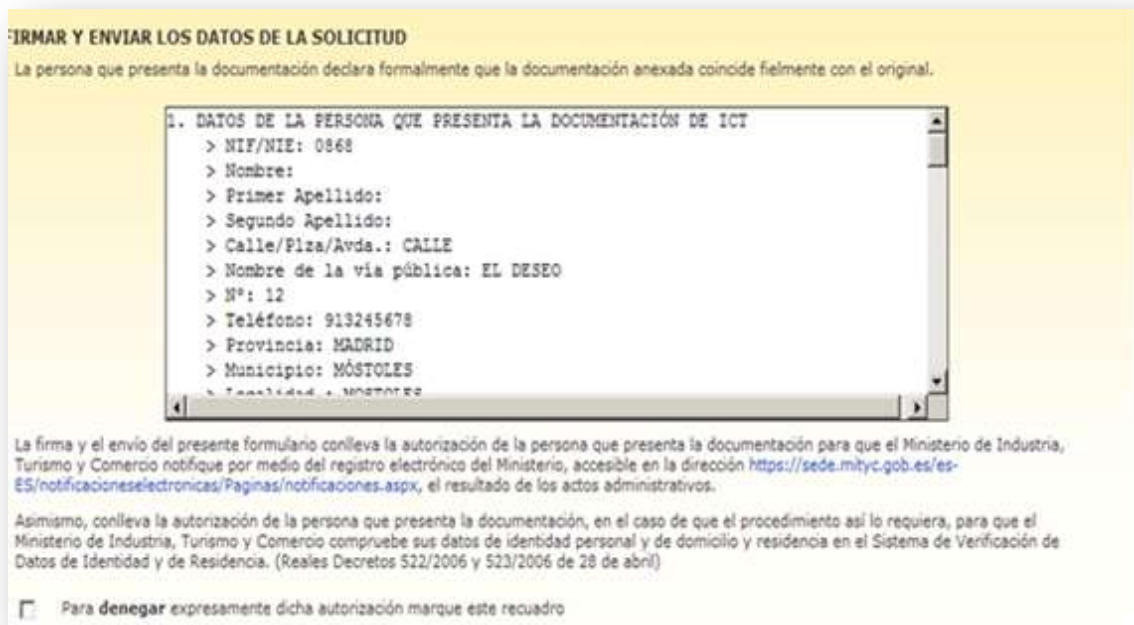 FIRMAR Y ENVIAR LOS DATOS DE LA SOLICITUD
La persona que presenta la documentación declara formalmente que la documentación anexada coincide fielmente con el original.
1. DATOS DE LA PERSONA QUE PRESENTA LA DOCUMENTACIÓN DE ICT
> NIF/NIE: 0868
> Nombre:
> Primer Apellido:
> Segundo Apellido:
> Calle/Plza/Avda.: CALLE
> Nombre de la vía pública: EL DESEO
> Nº: 12
> Teléfono: 913245678
> Provincia: MADRID
> Municipio: MÓSTOLES
> Localidad : MOSTOLES
La firma y el envío del presente formulario conlleva la autorización de la persona que presenta la documentación para que el Ministerio de Industria,
Turismo y Comercio notifique por medio del registro electrónico del Ministerio, accesible en la dirección https://sede.mityc.gob.es/es-
ES/notificacioneselectronicas/Paginas/notificaciones.aspx, el resultado de los actos administrativos.
Asimismo, conlleva la autorización de la persona que presenta la documentación, en el caso de que el procedimiento así lo requiera, para que el
Ministerio de Industria, Turismo y Comercio compruebe sus datos de identidad personal y de domicilio y residencia en el Sistema de Verificación de
Datos de Identidad y de Residencia. (Reales Decretos 522/2006 y 523/2006 de 28 de abril)
Para denegar expresamente dicha autorización marque este recuadro